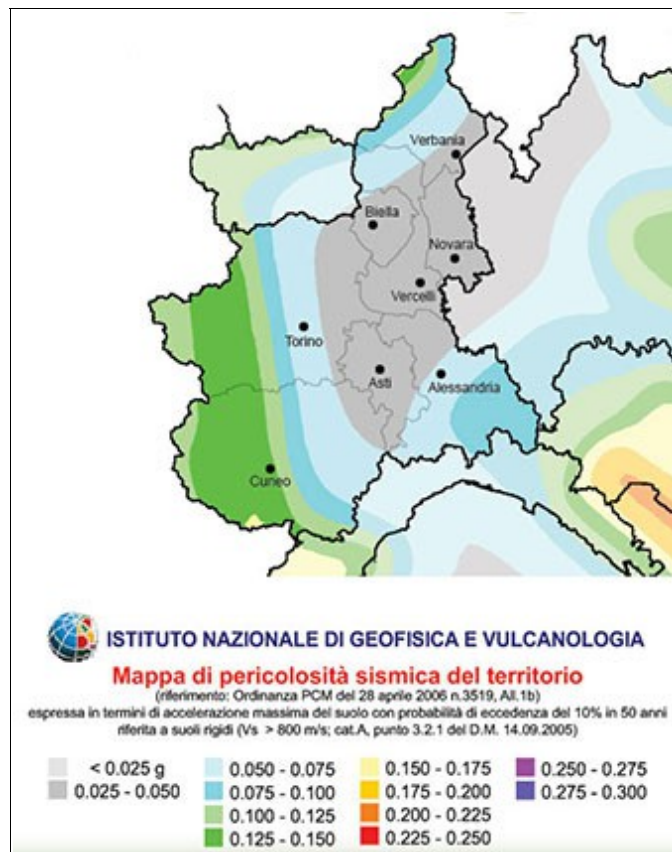 Verbania
Biella
Novara
Vercelli
Torino
Asti
Alessandria
Cuneo
ISTITUTO NAZIONALE DI GEOFISICA E VULCANOLOGIA
Mappa di pericolosità sismica del territorio
(riferimento: Ordinanza PCM del 28 aprile 2006 n.3519, All.1b)
espressa in termini di accelerazione massima del suolo con probabilità di eccedenza del 10% in 50 anni
riferita a suoli rigidi (Vs > 800 m/s; cat.A, punto 3.2.1 del D.M. 14.09.2005)
< 0.025 g
0.025 - 0.050
0.050 - 0.075
0.075 - 0.100
0.100 - 0.125
0.125 - 0.150
0.150 - 0.175
0.175 - 0.200
0.200 - 0.225
0.225 - 0.250
0.250 - 0.275
0.275 - 0.300